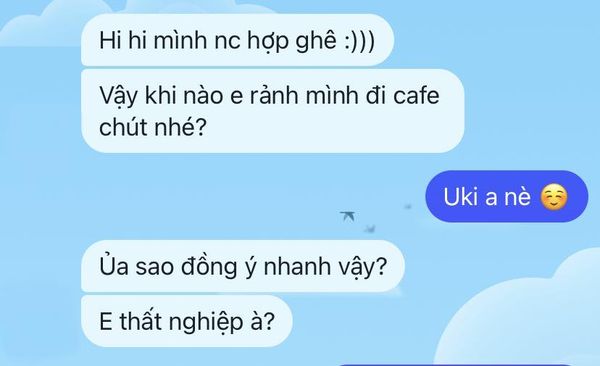 Hi hi mình nc hợp ghê :)))
Vậy khi nào e rảnh mình đi cafe
chút nhé?
Uki a nè ☺️
Ủa sao đồng ý nhanh vậy?
E thất nghiệp à?